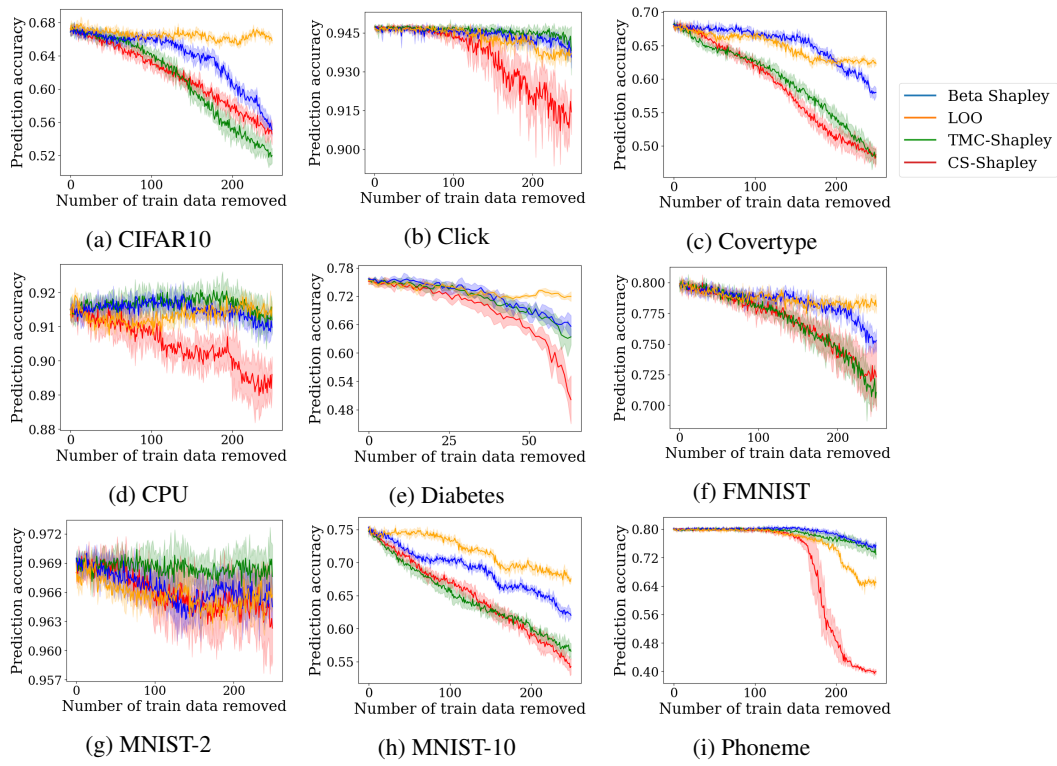 0.68
0.64
0.60
0.56
0.52
Prediction accuracy
0
100
200
Number of train data removed
(a) CIFAR10
0.945
0.930
0.915
0.900
Prediction accuracy
0
100
200
Number of train data removed
(b) Click
0.70
0.60
0.50
Prediction accuracy
0
100
200
Number of train data removed
(c) Covertype
Beta Shapley
LOO
TMC-Shapley
CS-Shapley
0.92
0.91
0.90
0.89
0.88
Prediction accuracy
0
100
200
Number of train data removed
(d) CPU
0.78
0.72
0.66
0.60
0.54
0.48
Prediction accuracy
0
25
50
Number of train data removed
(e) Diabetes
0.800
0.775
0.750
0.725
0.700
Prediction accuracy
0
100
200
Number of train data removed
(f) FMNIST
0.972
0.969
0.966
0.963
0.960
0.957
Prediction accuracy
0
100
200
Number of train data removed
(g) MNIST-2
0.75
0.70
0.65
0.60
0.55
Prediction accuracy
0
100
200
Number of train data removed
(h) MNIST-10
0.80
0.72
0.64
0.56
0.48
0.40
Prediction accuracy
0
100
200
Number of train data removed
(i) Phoneme